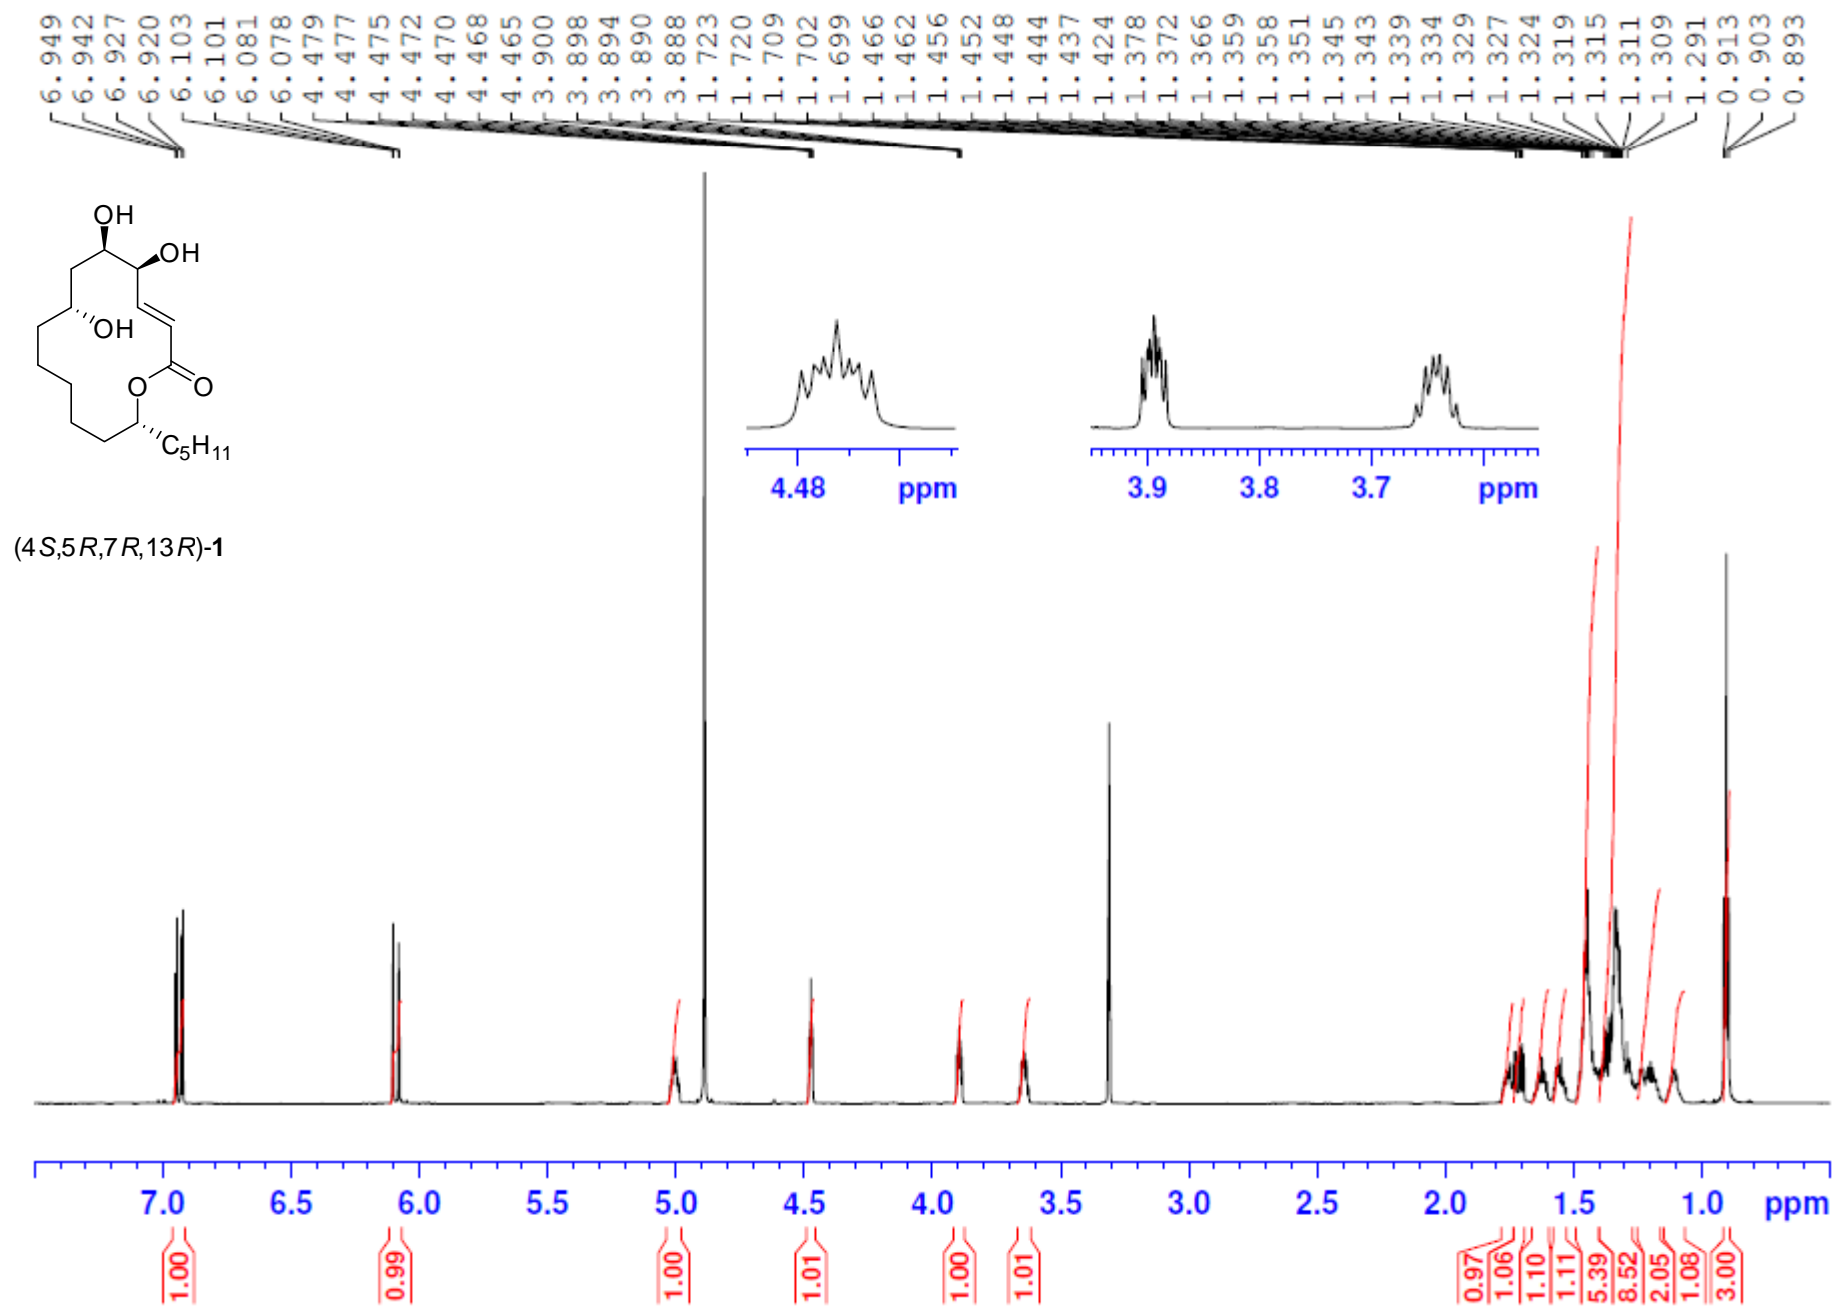 6.949 6.942 6.927 6.920 6.103 6.101 6.081 6.078 4.479 4.477 4.475 4.472 4.470 4.468 4.465 3.900 3.898 3.894 3.890 3.888 1.723 1.720 1.709 1.702 1.699 1.466 1.462 1.456 1.452 1.448 1.444 1.437 1.424 1.378 1.372 1.366 1.359 1.358 1.351 1.345 1.343 1.339 1.334 1.329 1.327 1.324 1.319 1.315 1.311 1.309 1.291 0.913 0.903 0.893
OH
OH
OH
O
O
C5H11
4.48 ppm
3.9 3.8 3.7 ppm
(4S,5R,7R,13R)-1
7.0 6.5 6.0 5.5 5.0 4.5 4.0 3.5 3.0 2.5 2.0 1.5 1.0 ppm
1.00 0.99 1.00 1.01 1.00 1.01 0.97 1.06 1.10 1.11 5.39 8.52 2.05 1.08 3.00